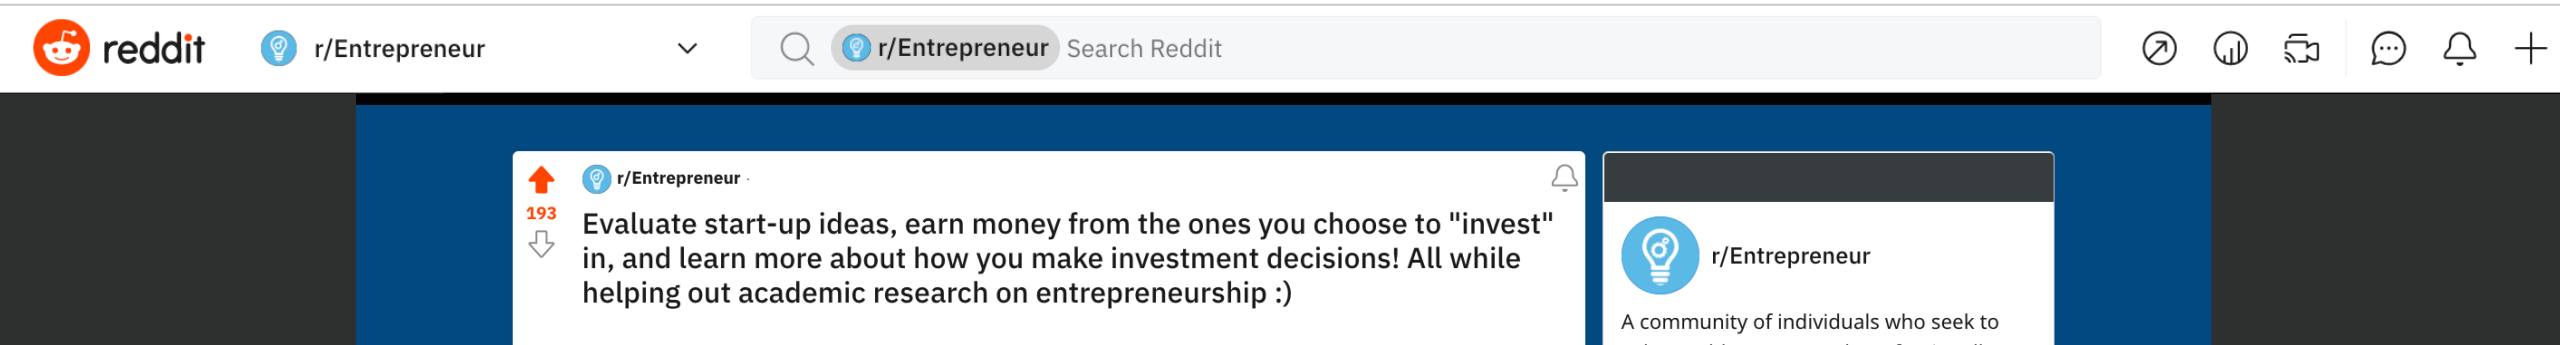 reddit
r/Entrepreneur
r/Entrepreneur Search Reddit
r/Entrepreneur ·
193
Evaluate start-up ideas, earn money from the ones you choose to "invest"
in, and learn more about how you make investment decisions! All while
helping out academic research on entrepreneurship :)
r/Entrepreneur
A community of individuals who seek to